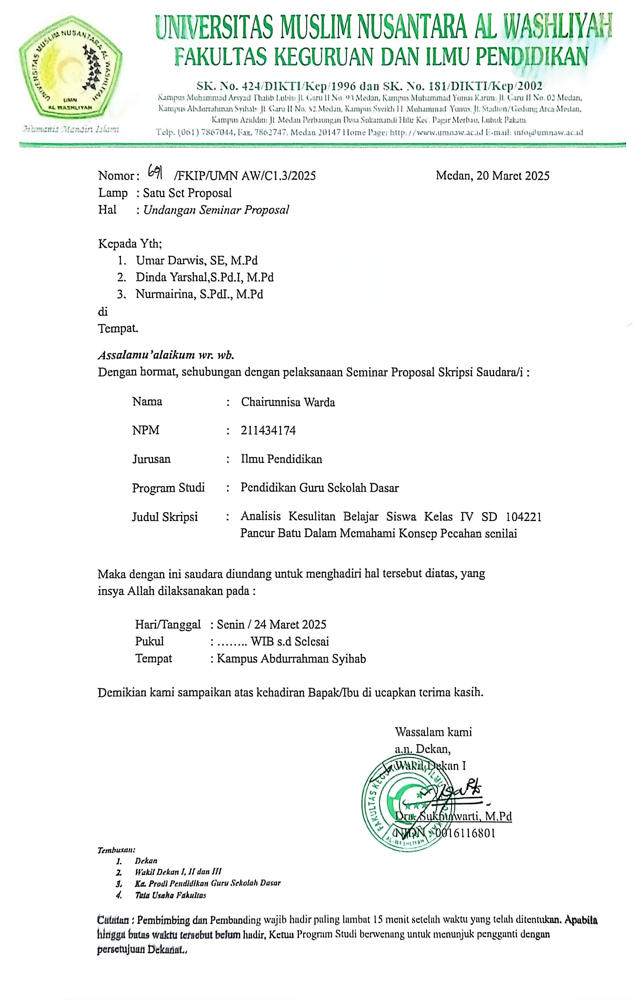 UNIVERSITAS MUSLIM NUSANTARA AL WASHLIYAH
FAKULTAS KEGURUAN DAN ILMU PENDIDIKAN
SK. No. 424/DIKTI/Kep/1996 dan SK. No. 181/DIKTI/Kep/2002
Kampus Muhammad Arsyad Thalib Lubis: Jl. Garu II No. 93 Medan, Kampus Muhammad Yunus Karim: Jl. Garu II No. 02 Medan,
Kampus Abdurrahman Syihab: Jl. Garu II No. 52 Medan, Kampus Syeikh H. Muhammad Yunus, Jl. Stadion/Gedung Arca Medan,
Kampus Aziddin: Jl. Medan Perbaungan Desa Sukamandi Hilir Kec. Pagar Merbau, Lubuk Pakam.
Telp. (061) 7867044, Fax. 7862747, Medan 20147 Home Page: http://www.umnaw.ac.id E-mail: info@umnaw.ac.id
UNIVERSITAS MUSLIM NUSANTARA AL WASHLIYAH
UMN
AL WASHLIYAH
Humanis Mandiri Islami
Nomor : 691 /FKIP/UMN AW/C1.3/2025 Medan, 20 Maret 2025
Lamp : Satu Set Proposal
Hal : Undangan Seminar Proposal
Kepada Yth;
1. Umar Darwis, SE, M.Pd
2. Dinda Yarshal,S.Pd.I, M.Pd
3. Nurmairina, S.PdI., M.Pd
di
Tempat.
Assalamu’alaikum wr. wb.
Dengan hormat, sehubungan dengan pelaksanaan Seminar Proposal Skripsi Saudara/i :
Nama : Chairunnisa Warda
NPM : 211434174
Jurusan : Ilmu Pendidikan
Program Studi : Pendidikan Guru Sekolah Dasar
Judul Skripsi : Analisis Kesulitan Belajar Siswa Kelas IV SD 104221
Pancur Batu Dalam Memahami Konsep Pecahan senilai
Maka dengan ini saudara diundang untuk menghadiri hal tersebut diatas, yang
insya Allah dilaksanakan pada :
Hari/Tanggal : Senin / 24 Maret 2025
Pukul : ........ WIB s.d Selesai
Tempat : Kampus Abdurrahman Syihab
Demikian kami sampaikan atas kehadiran Bapak/Ibu di ucapkan terima kasih.
Wassalam kami
a.n. Dekan,
Wakil Dekan I
Dra. Sukmawarti, M.Pd
NIDN : 0016116801
Tembusan:
1. Dekan
2. Wakil Dekan I, II dan III
3. Ka. Prodi Pendidikan Guru Sekolah Dasar
4. Tata Usaha Fakultas
Catatan : Pembimbing dan Pembanding wajib hadir paling lambat 15 menit setelah waktu yang telah ditentukan. Apabila
hingga batas waktu tersebut belum hadir, Ketua Program Studi berwenang untuk menunjuk pengganti dengan
persetujuan Dekanat..